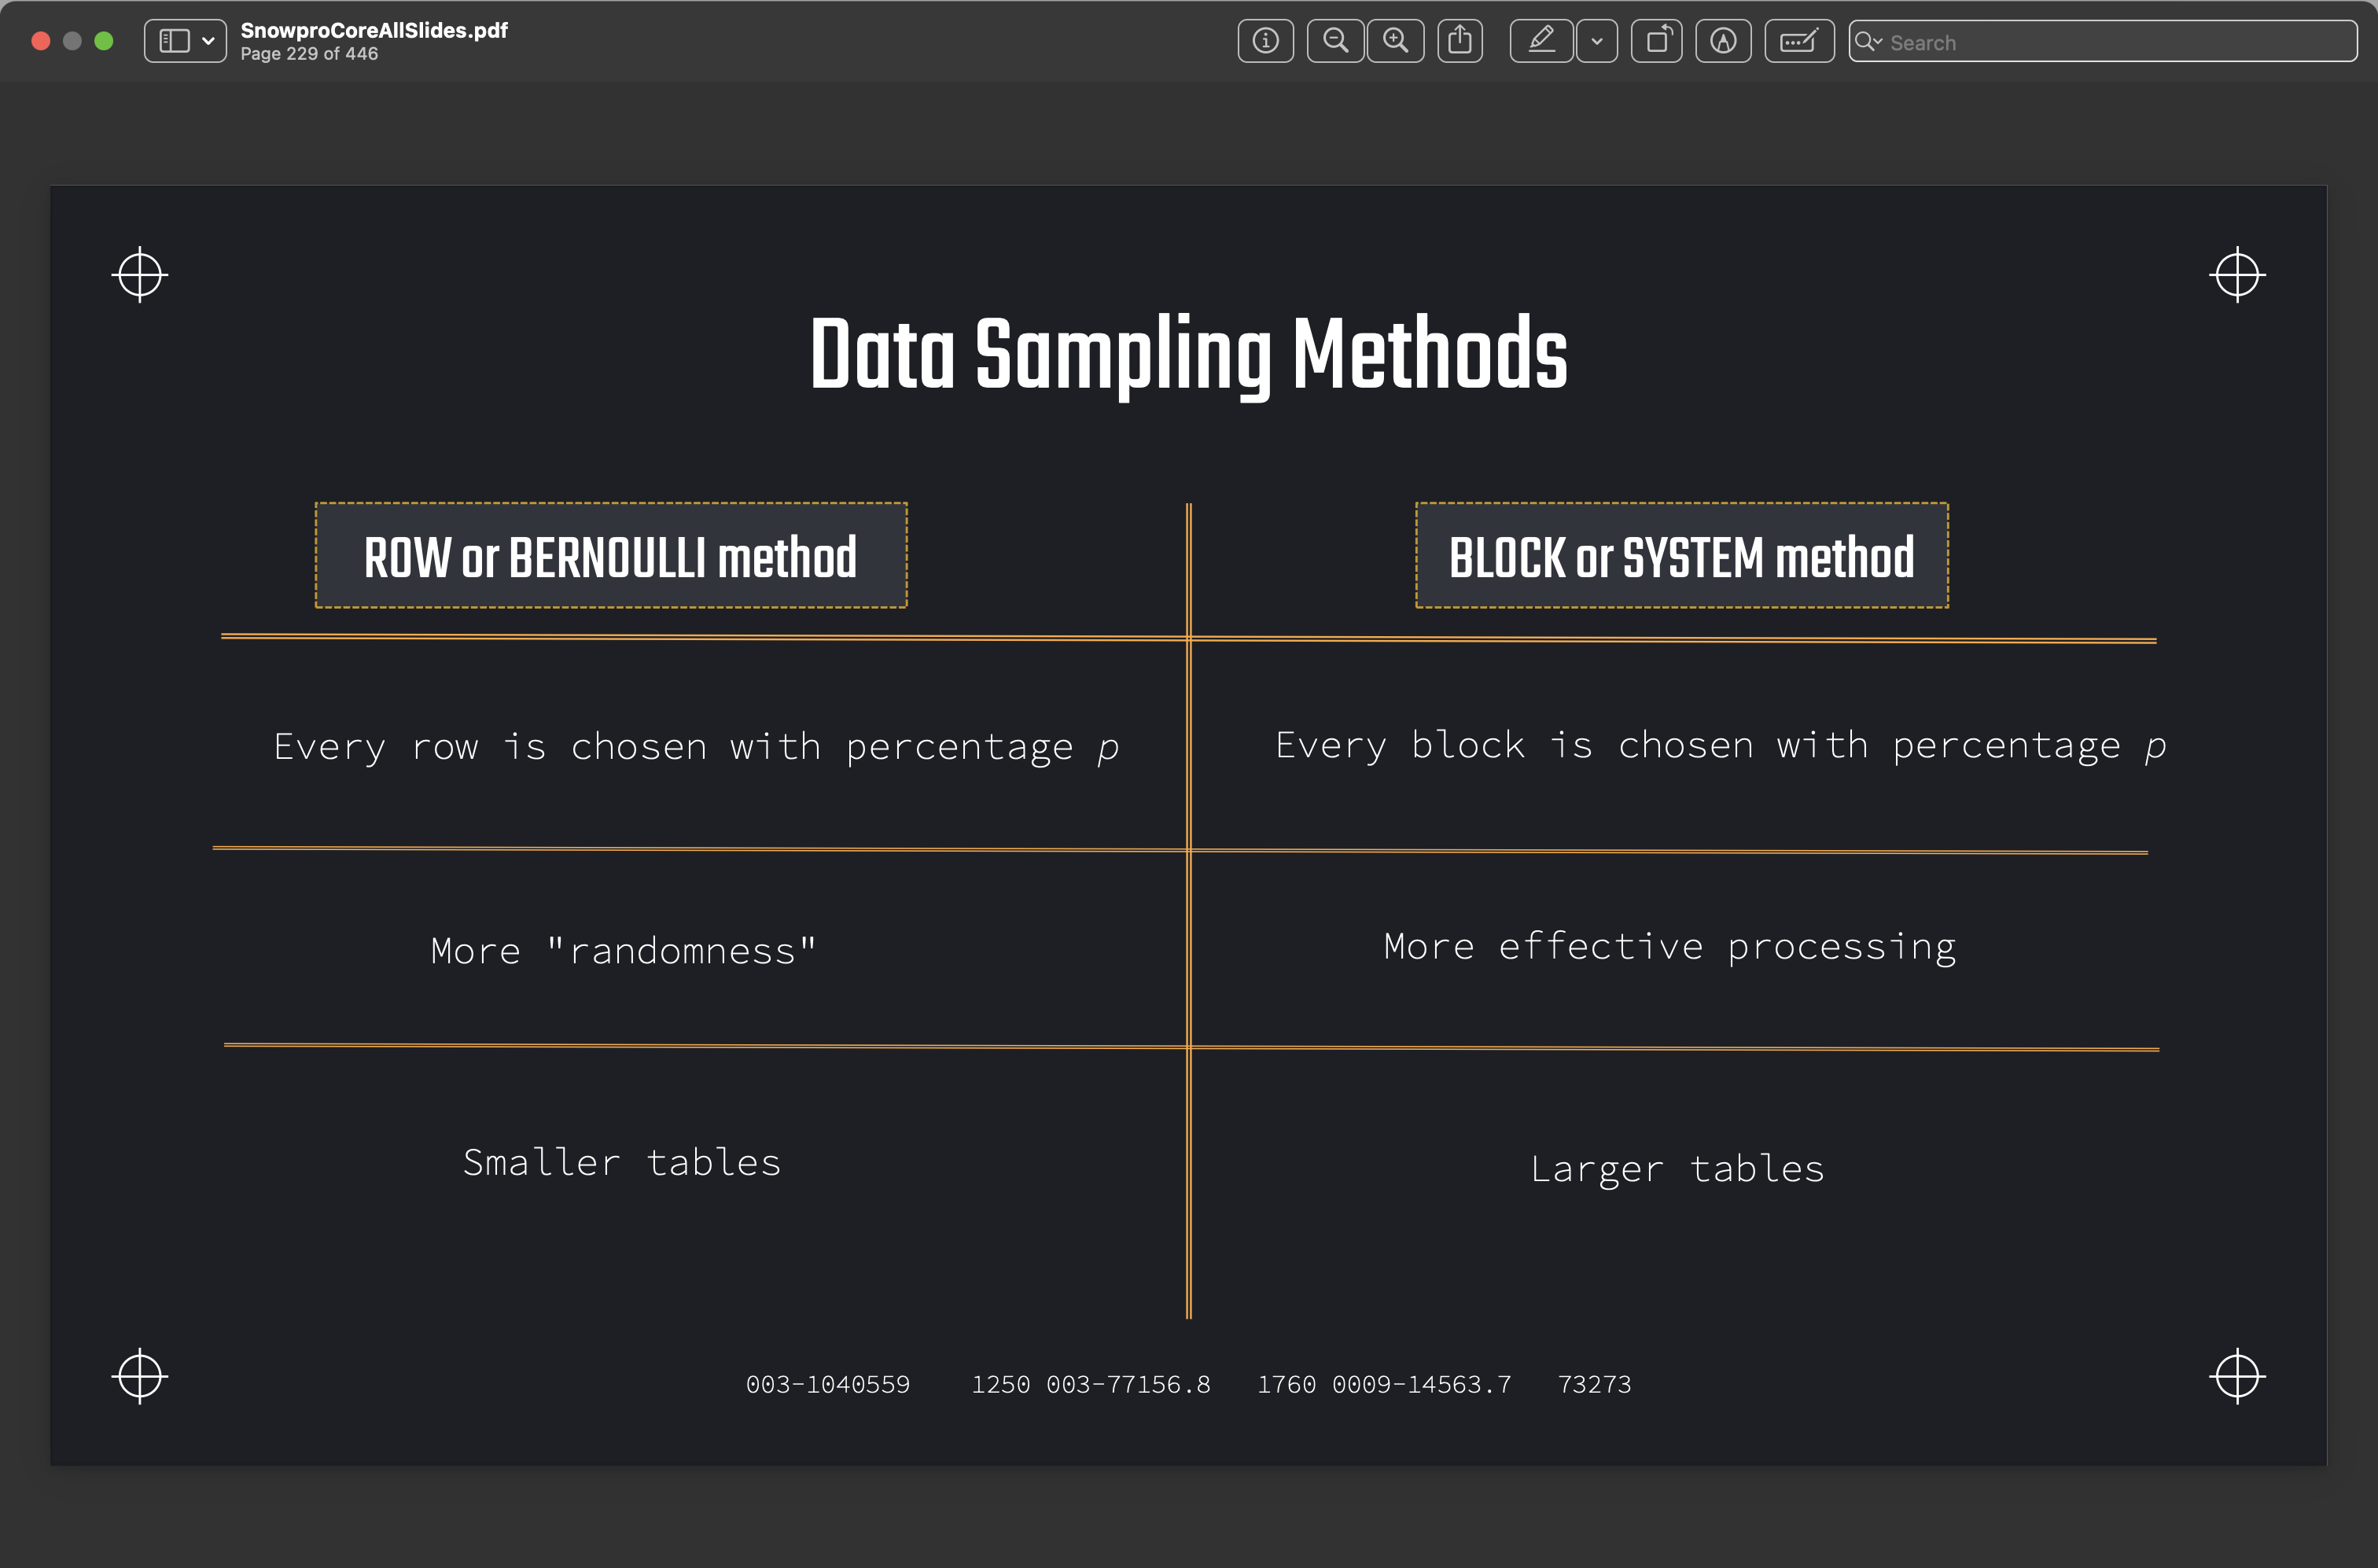 SnowproCoreAllSlides.pdf
Page 229 of 446
Search
Data Sampling Methods
ROW or BERNOULLI method
BLOCK or SYSTEM method
Every row is chosen with percentage p
Every block is chosen with percentage p
More "randomness"
More effective processing
Smaller tables
Larger tables
003-1040559 1250 003-77156.8 1760 0009-14563.7 73273